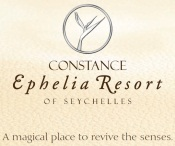 CONSTANCE
Ephelia Resort
OF SEYCHELLES
A magical place to revive the senses.